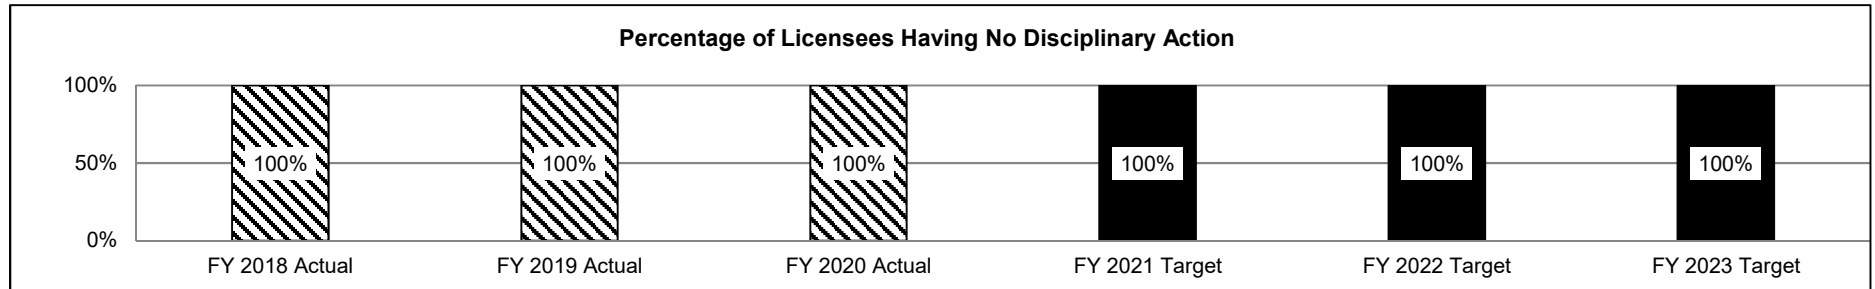 Percentage of Licensees Having No Disciplinary Action
100%
50%
0%
100% 100% 100% 100% 100% 100%
FY 2018 Actual FY 2019 Actual FY 2020 Actual FY 2021 Target FY 2022 Target FY 2023 Target